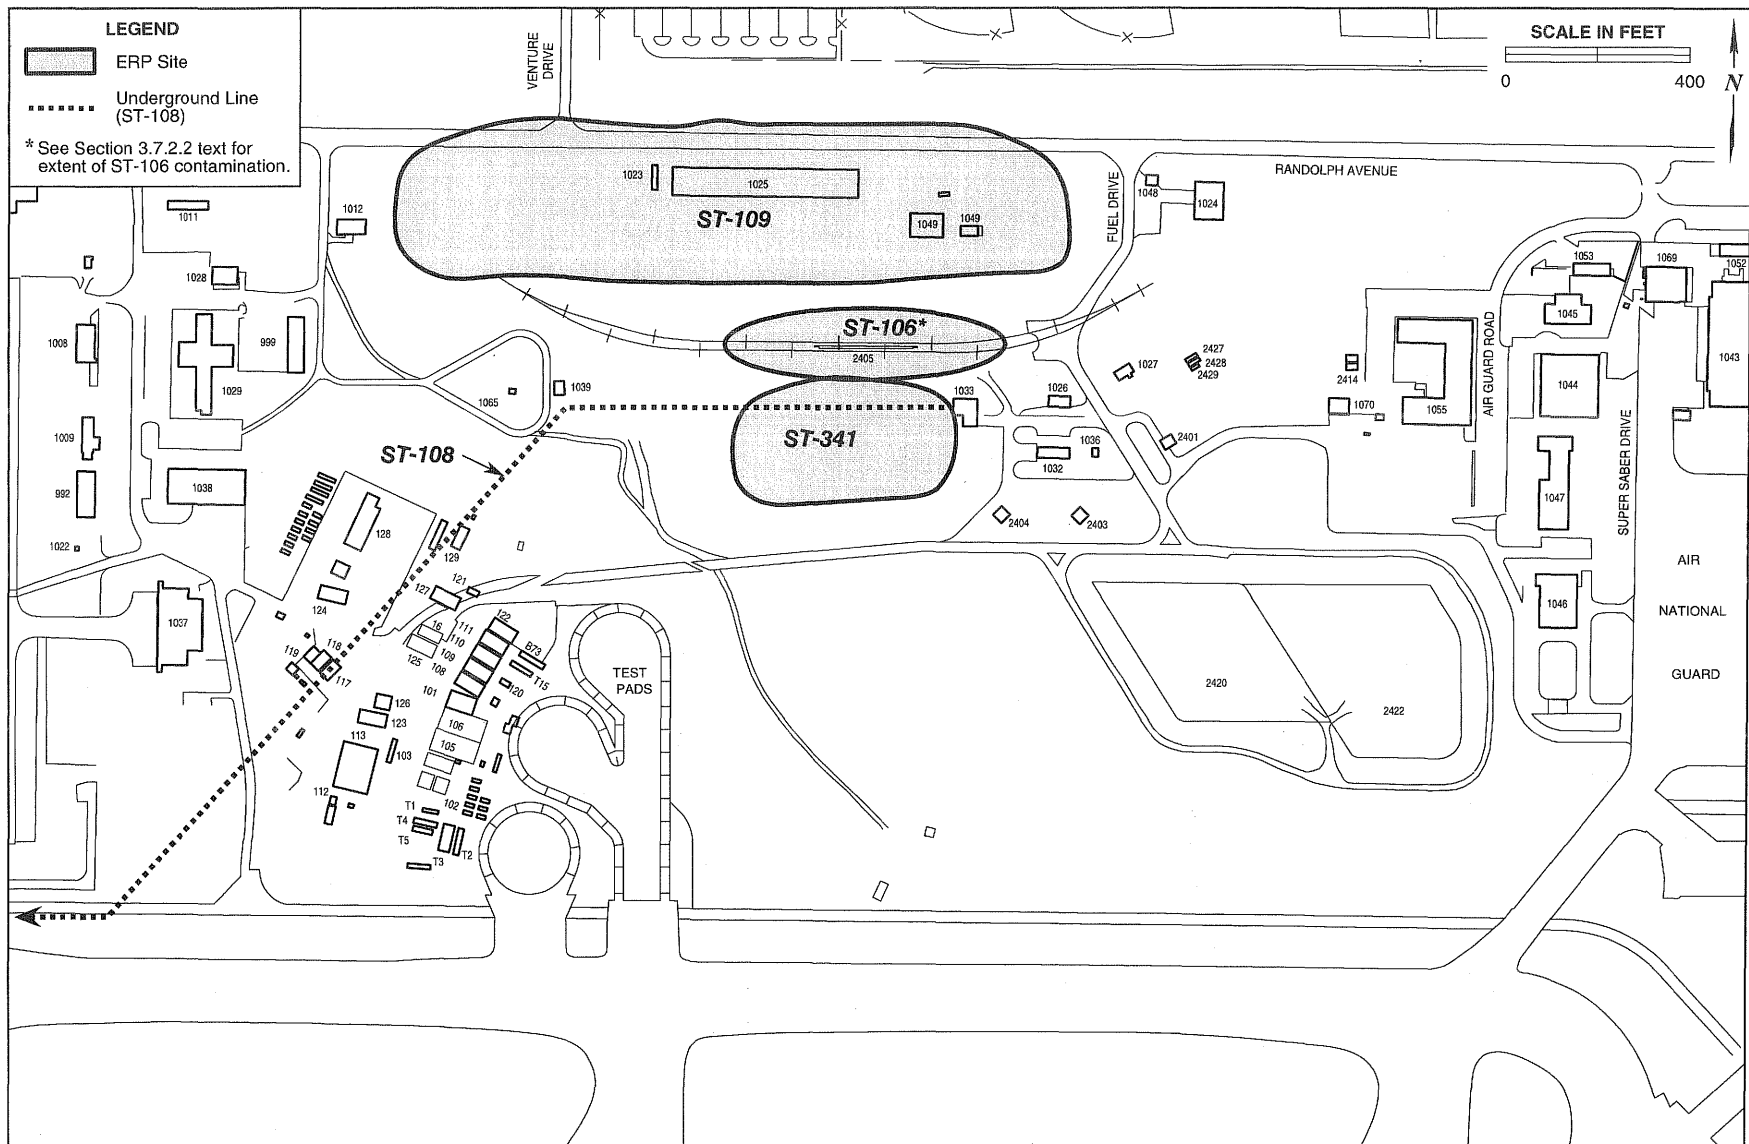 LEGEND
ERP Site
Underground Line
(ST-108)
* See Section 3.7.2.2 text for
extent of ST-106 contamination.
VENTURE
DRIVE
SCALE IN FEET
0 400
N
RANDOLPH AVENUE
FUEL DRIVE
1023
1025
ST-109
1049
1049
1048
1024
1011
1012
1028
1053
1069
1052
1045
1008
999
1029
ST-106*
2405
1043
1065
1039
1033
1026
1027
2427
2428
2429
2414
1070
1055
AIR GUARD ROAD
1044
SUPER SABER DRIVE
1009
ST-108
ST-341
1036
1032
2401
992
1038
1047
1022
128
129
2404
2403
AIR
NATIONAL
GUARD
124
127
121
1037
1046
122
16
111
110
109
125
108
B73
T15
120
119
118
117
101
TEST
PADS
2420
2422
126
123
106
113
105
103
112
102
T1
T4
T5
T3
T2